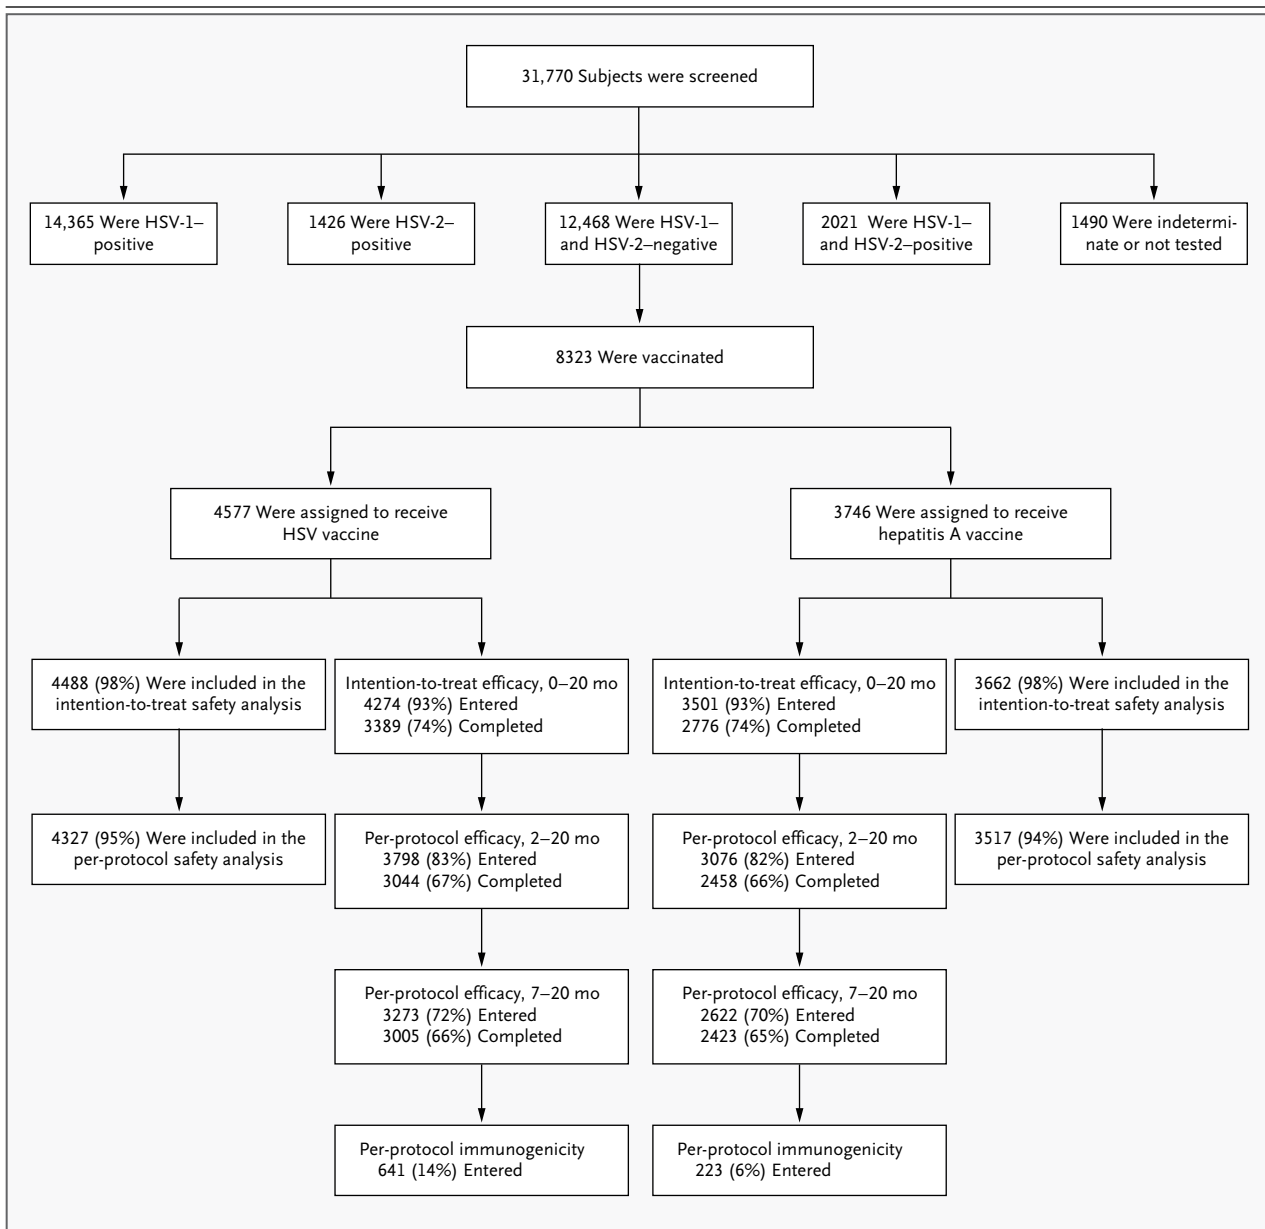 31,770 Subjects were screened
14,365 Were HSV-1–
positive
1426 Were HSV-2–
positive
12,468 Were HSV-1–
and HSV-2–negative
2021 Were HSV-1–
and HSV-2–positive
1490 Were indetermi-
nate or not tested
8323 Were vaccinated
4577 Were assigned to receive
HSV vaccine
3746 Were assigned to receive
hepatitis A vaccine
4488 (98%) Were included in the
intention-to-treat safety analysis
Intention-to-treat efficacy, 0–20 mo
4274 (93%) Entered
3389 (74%) Completed
Intention-to-treat efficacy, 0–20 mo
3501 (93%) Entered
2776 (74%) Completed
3662 (98%) Were included in the
intention-to-treat safety analysis
4327 (95%) Were included in the
per-protocol safety analysis
Per-protocol efficacy, 2–20 mo
3798 (83%) Entered
3044 (67%) Completed
Per-protocol efficacy, 2–20 mo
3076 (82%) Entered
2458 (66%) Completed
3517 (94%) Were included in the
per-protocol safety analysis
Per-protocol efficacy, 7–20 mo
3273 (72%) Entered
3005 (66%) Completed
Per-protocol efficacy, 7–20 mo
2622 (70%) Entered
2423 (65%) Completed
Per-protocol immunogenicity
641 (14%) Entered
Per-protocol immunogenicity
223 (6%) Entered